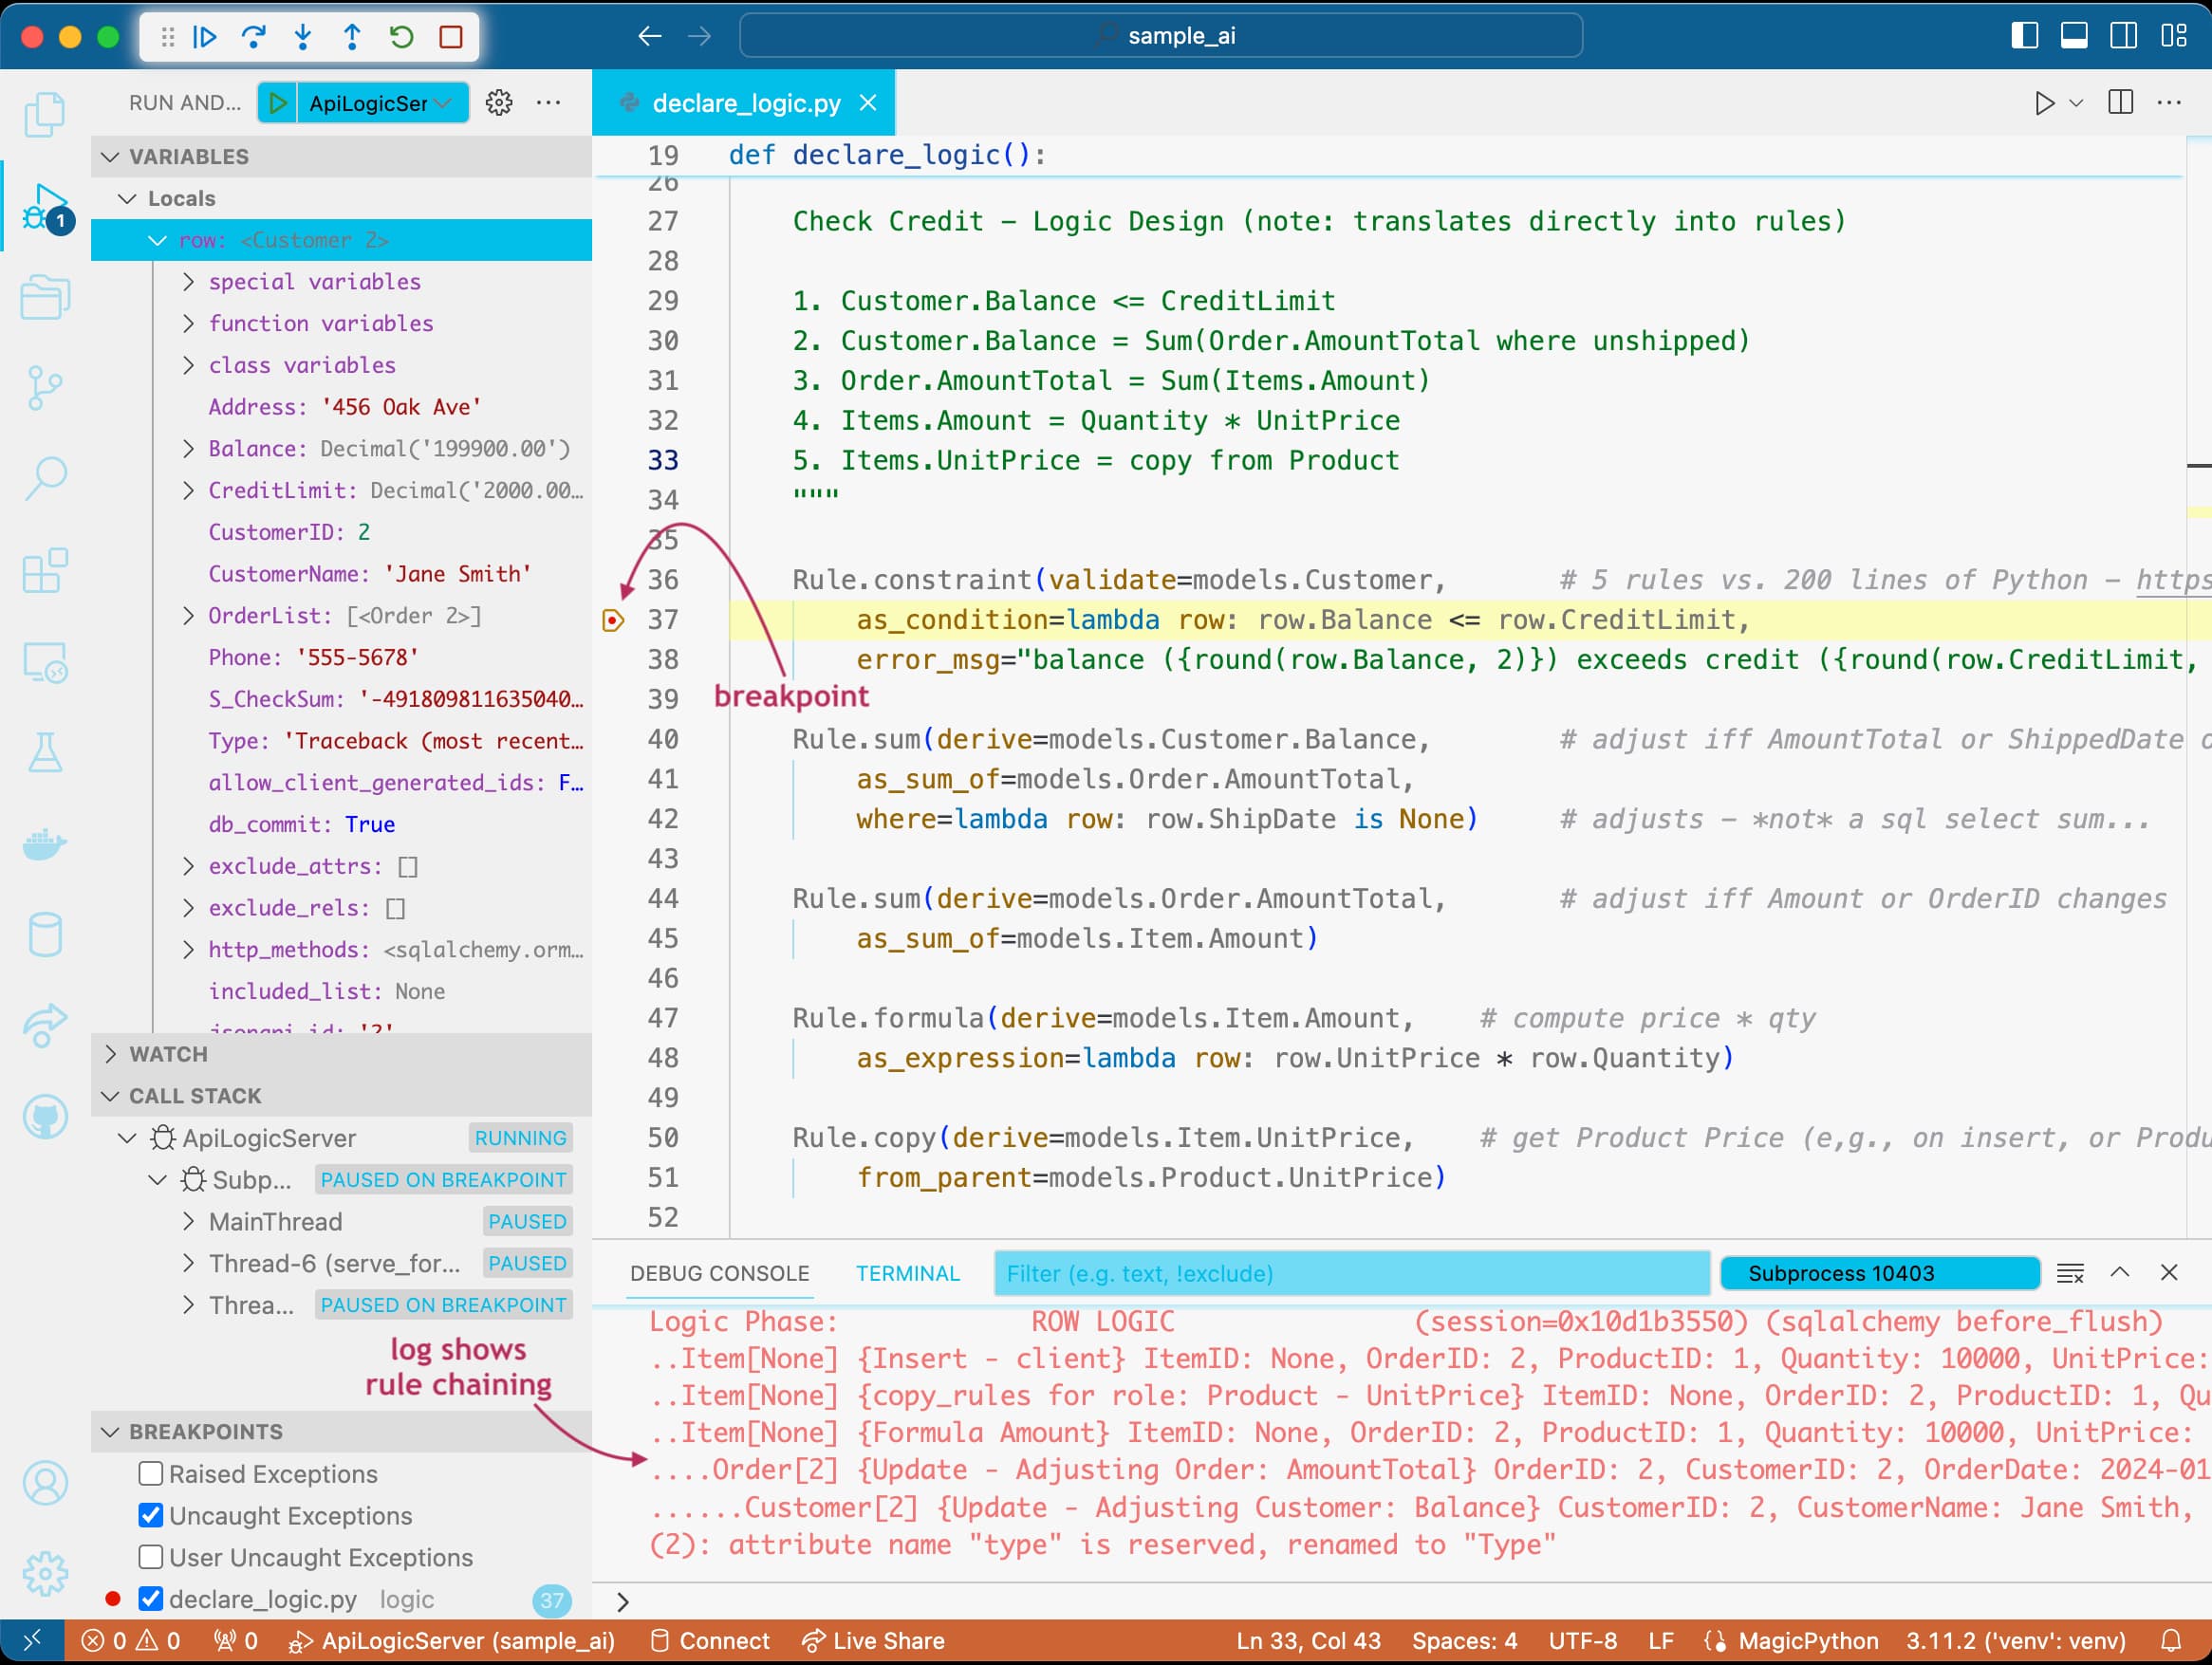 sample_ai
RUN AND...
ApiLogicSer
declare_logic.py
1
VARIABLES
Locals
row: <Customer 2>
special variables
function variables
class variables
Address: '456 Oak Ave'
Balance: Decimal('199900.00')
CreditLimit: Decimal('2000.00...
CustomerID: 2
CustomerName: 'Jane Smith'
OrderList: [<Order 2>]
Phone: '555-5678'
S_CheckSum: '-491809811635040...
Type: 'Traceback (most recent...
allow_client_generated_ids: F...
db_commit: True
exclude_attrs: []
exclude_rels: []
http_methods: <sqlalchemy.orm...
included_list: None
jsonapi_id: '2'
WATCH
CALL STACK
ApiLogicServer RUNNING
Subp... PAUSED ON BREAKPOINT
MainThread PAUSED
Thread-6 (serve_for... PAUSED
Threa... PAUSED ON BREAKPOINT
log shows
rule chaining
BREAKPOINTS
Raised Exceptions
Uncaught Exceptions
User Uncaught Exceptions
declare_logic.py logic 37
19 def declare_logic():
26
27 Check Credit - Logic Design (note: translates directly into rules)
28
29 1. Customer.Balance <= CreditLimit
30 2. Customer.Balance = Sum(Order.AmountTotal where unshipped)
31 3. Order.AmountTotal = Sum(Items.Amount)
32 4. Items.Amount = Quantity * UnitPrice
33 5. Items.UnitPrice = copy from Product
34 """
35
36 Rule.constraint(validate=models.Customer, # 5 rules vs. 200 lines of Python – https
37 as_condition=lambda row: row.Balance <= row.CreditLimit,
38 error_msg="balance ({round(row.Balance, 2)}) exceeds credit ({round(row.CreditLimit,
39
breakpoint
40 Rule.sum(derive=models.Customer.Balance, # adjust iff AmountTotal or ShippedDate
41 as_sum_of=models.Order.AmountTotal,
42 where=lambda row: row.ShipDate is None) # adjusts – *not* a sql select sum...
43
44 Rule.sum(derive=models.Order.AmountTotal, # adjust iff Amount or OrderID changes
45 as_sum_of=models.Item.Amount)
46
47 Rule.formula(derive=models.Item.Amount, # compute price * qty
48 as_expression=lambda row: row.UnitPrice * row.Quantity)
49
50 Rule.copy(derive=models.Item.UnitPrice, # get Product Price (e,g., on insert, or Produ
51 from_parent=models.Product.UnitPrice)
52
DEBUG CONSOLE TERMINAL Filter (e.g. text, !exclude) Subprocess 10403
Logic Phase: ROW LOGIC (session=0x10d1b3550) (sqlalchemy before_flush)
..Item[None] {Insert - client} ItemID: None, OrderID: 2, ProductID: 1, Quantity: 10000, UnitPrice:
..Item[None] {copy_rules for role: Product - UnitPrice} ItemID: None, OrderID: 2, ProductID: 1, Qu
..Item[None] {Formula Amount} ItemID: None, OrderID: 2, ProductID: 1, Quantity: 10000, UnitPrice:
....Order[2] {Update - Adjusting Order: AmountTotal} OrderID: 2, CustomerID: 2, OrderDate: 2024-01
......Customer[2] {Update - Adjusting Customer: Balance} CustomerID: 2, CustomerName: Jane Smith,
(2): attribute name "type" is reserved, renamed to "Type"
0 0 0 ApiLogicServer (sample_ai) Connect Live Share Ln 33, Col 43 Spaces: 4 UTF-8 LF MagicPython 3.11.2 ('venv': venv)